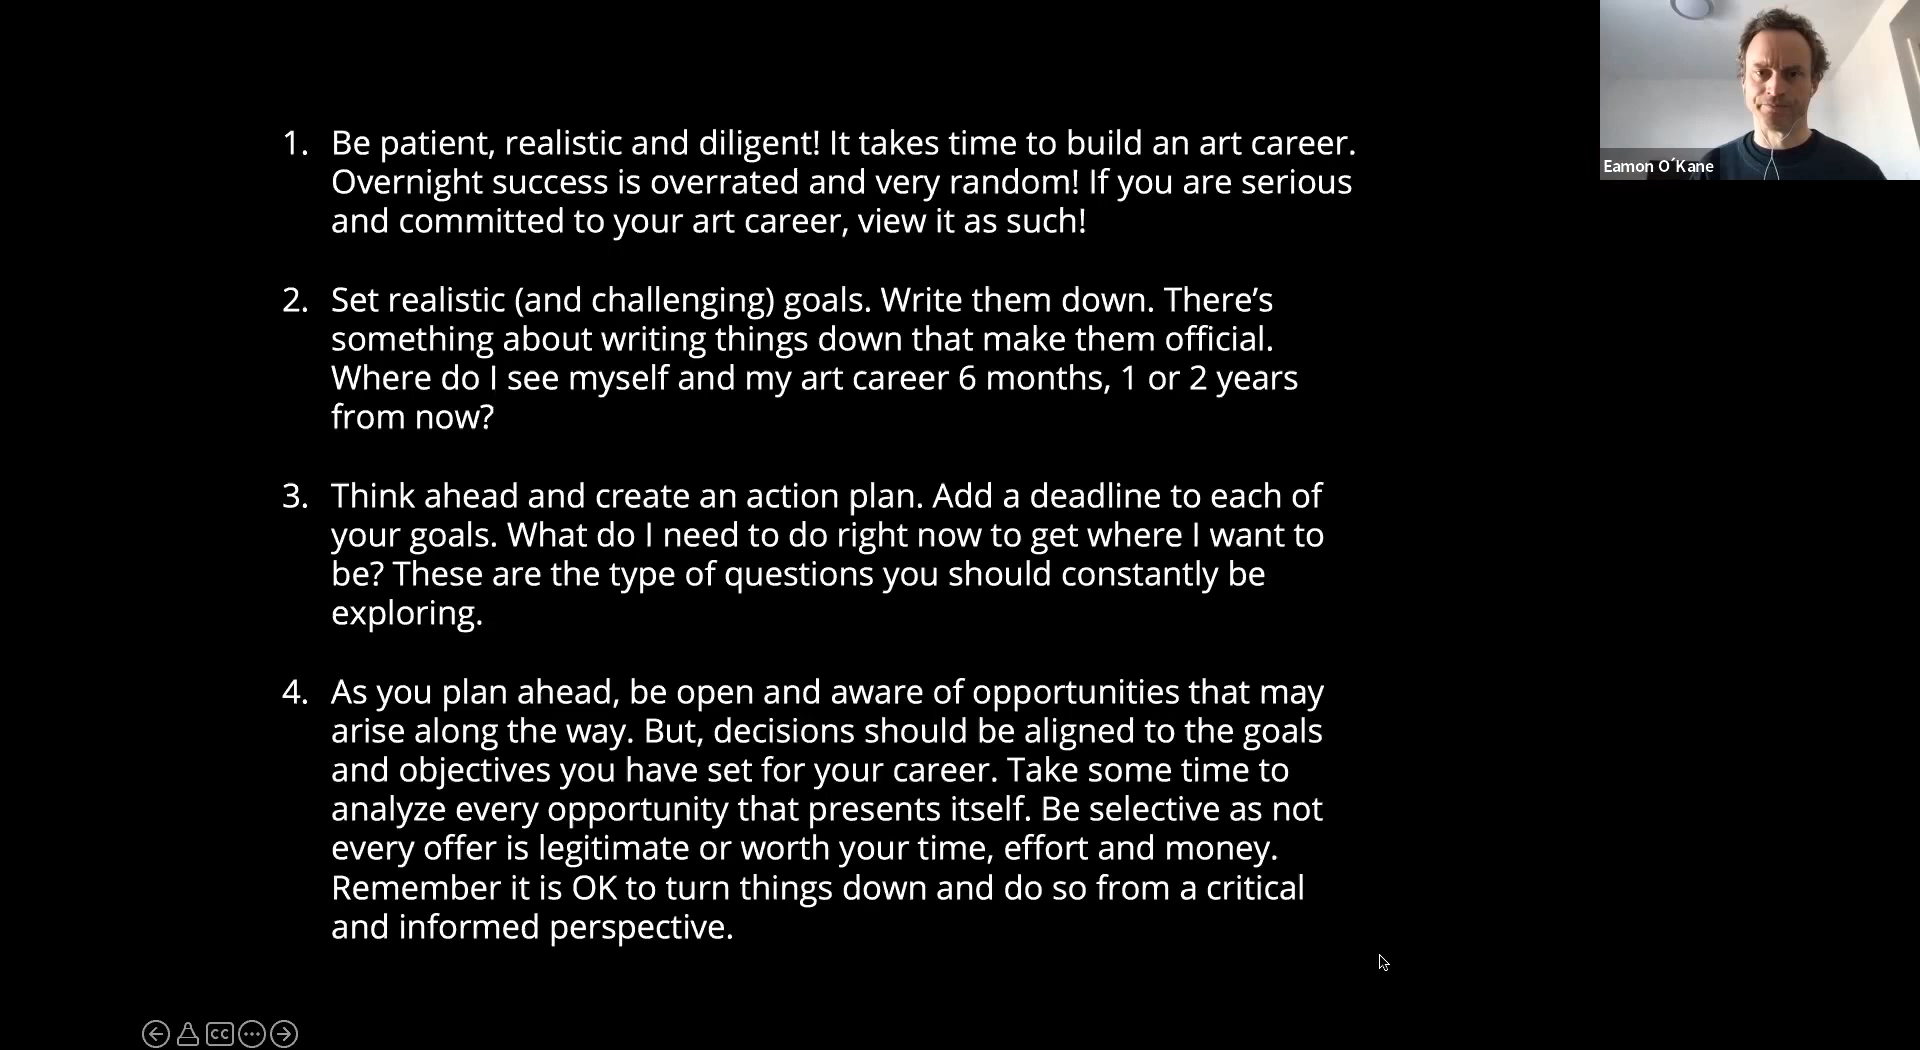 1. Be patient, realistic and diligent! It takes time to build an art career.
Overnight success is overrated and very random! If you are serious
and committed to your art career, view it as such!
2. Set realistic (and challenging) goals. Write them down. There’s
something about writing things down that make them official.
Where do I see myself and my art career 6 months, 1 or 2 years
from now?
3. Think ahead and create an action plan. Add a deadline to each of
your goals. What do I need to do right now to get where I want to
be? These are the type of questions you should constantly be
exploring.
4. As you plan ahead, be open and aware of opportunities that may
arise along the way. But, decisions should be aligned to the goals
and objectives you have set for your career. Take some time to
analyze every opportunity that presents itself. Be selective as not
every offer is legitimate or worth your time, effort and money.
Remember it is OK to turn things down and do so from a critical
and informed perspective.
Eamon O´Kane
CC